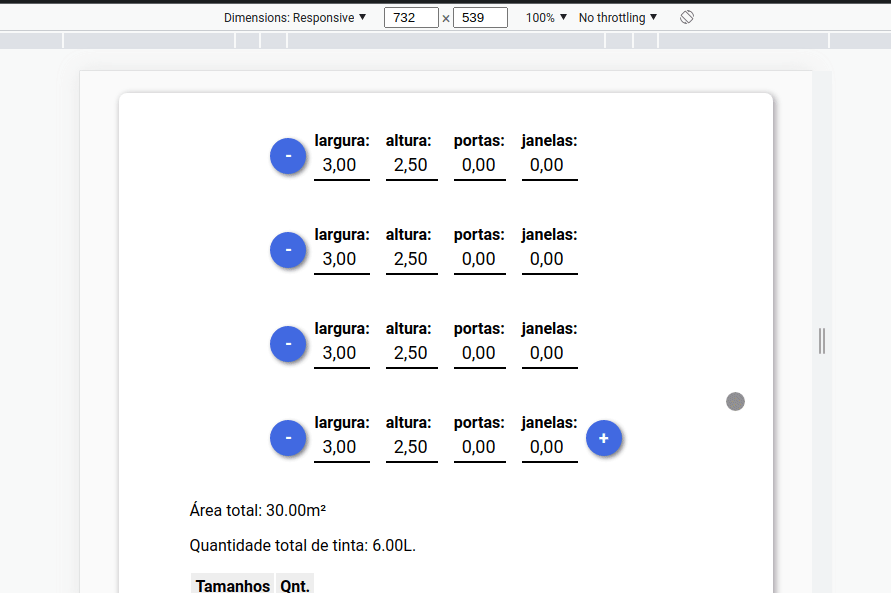 Dimensions: Responsive ▼ 732 × 539 100% ▼ No throttling ▼
largura: altura: portas: janelas:
- 3,00 2,50 0,00 0,00
largura: altura: portas: janelas:
- 3,00 2,50 0,00 0,00
largura: altura: portas: janelas:
- 3,00 2,50 0,00 0,00
largura: altura: portas: janelas:
- 3,00 2,50 0,00 0,00 +
Área total: 30.00m²
Quantidade total de tinta: 6.00L.
Tamanhos Qnt.